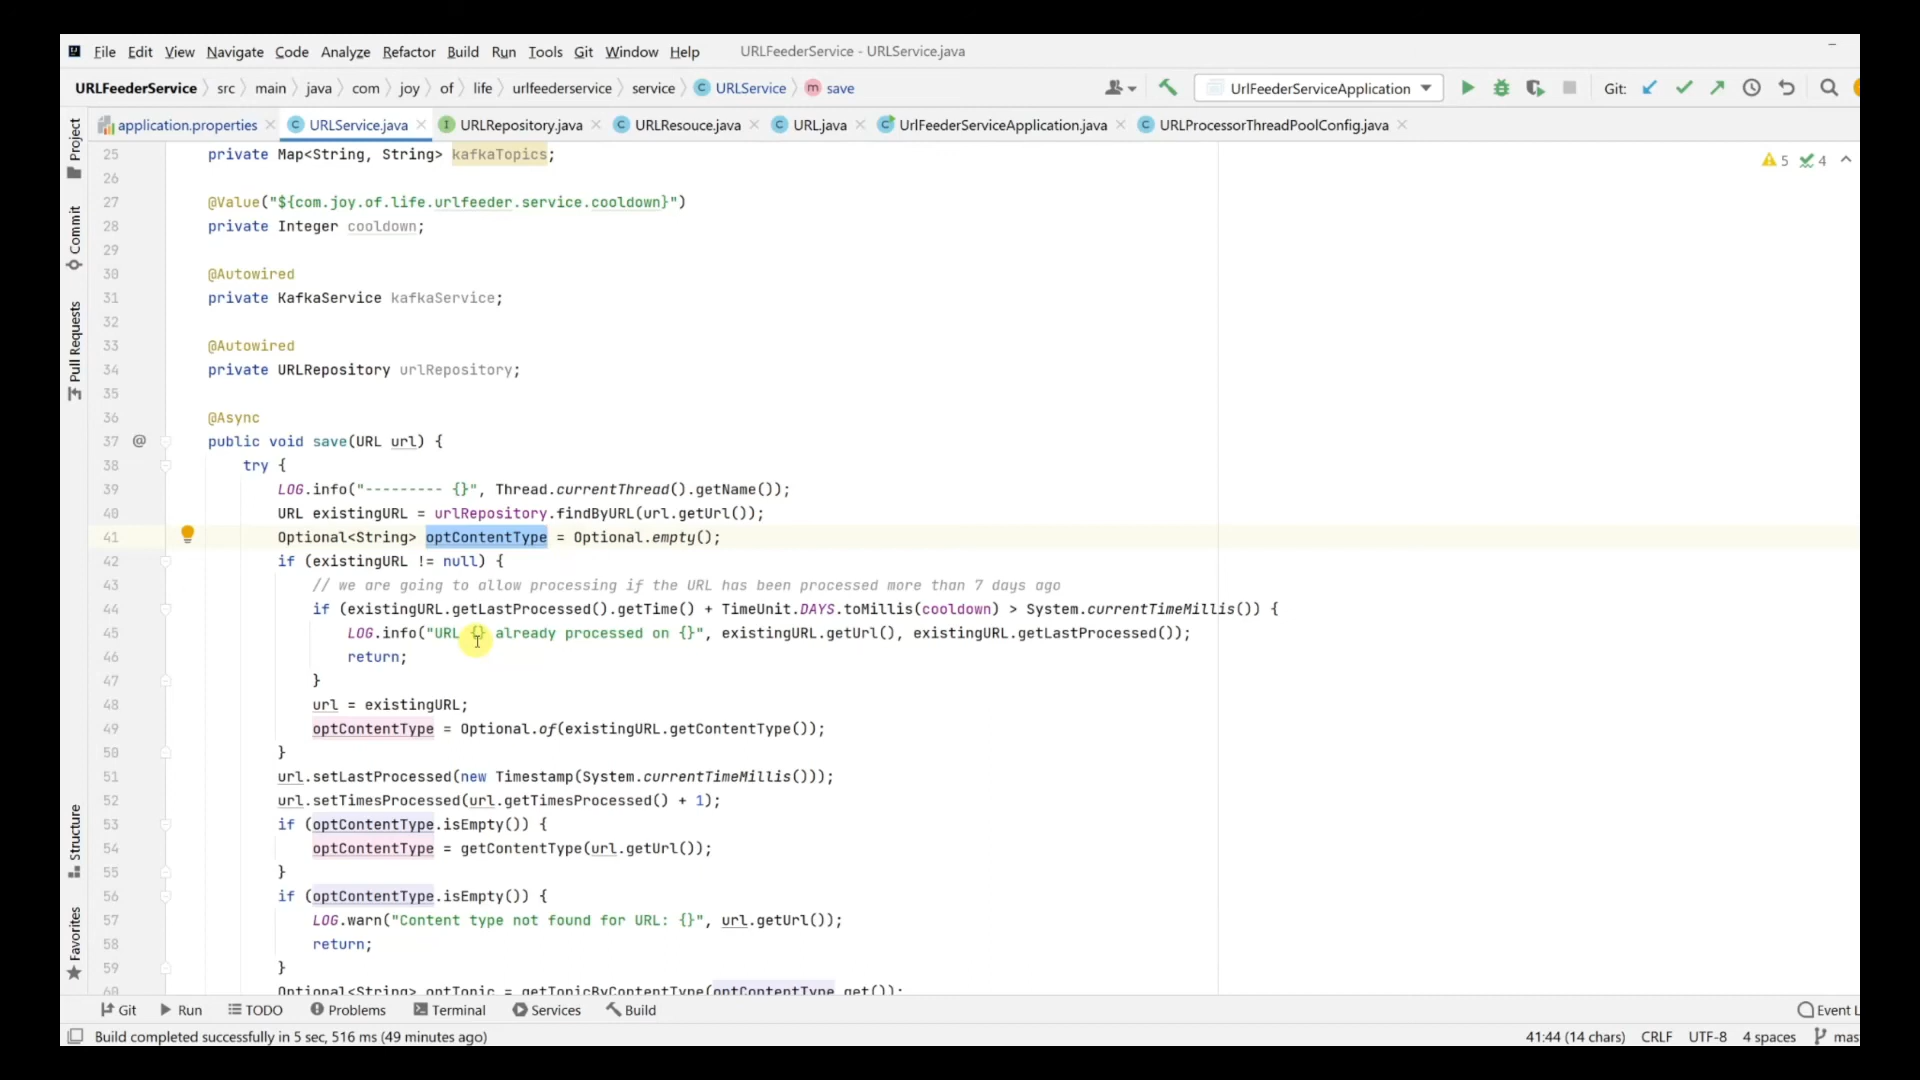 File Edit View Navigate Code Analyze Refactor Build Run Tools Git Window Help URLFeederService - URLService.java
URLFeederService src main java com joy of life urlfeederservice service URLService save UrlFeederServiceApplication Git:
application.properties URLService.java URLRepository.java URLResouce.java URL.java UrlFeederServiceApplication.java URLProcessorThreadPoolConfig.java
Project
Commit
Pull Requests
Structure
Favorites
5 4
25 private Map<String, String> kafkaTopics;
26
27 @Value("${com.joy.of.life.urlfeeder.service.cooldown}")
28 private Integer cooldown;
29
30 @Autowired
31 private KafkaService kafkaService;
32
33 @Autowired
34 private URLRepository urlRepository;
35
36 @Async
37 @ public void save(URL url) {
38 try {
39 LOG.info("--------- {}", Thread.currentThread().getName());
40 URL existingURL = urlRepository.findByURL(url.getUrl());
41 Optional<String> optContentType = Optional.empty();
42 if (existingURL != null) {
43 // we are going to allow processing if the URL has been processed more than 7 days ago
44 if (existingURL.getLastProcessed().getTime() + TimeUnit.DAYS.toMillis(cooldown) > System.currentTimeMillis()) {
45 LOG.info("URL {} already processed on {}", existingURL.getUrl(), existingURL.getLastProcessed());
46 return;
47 }
48 url = existingURL;
49 optContentType = Optional.of(existingURL.getContentType());
50 }
51 url.setLastProcessed(new Timestamp(System.currentTimeMillis()));
52 url.setTimesProcessed(url.getTimesProcessed() + 1);
53 if (optContentType.isEmpty()) {
54 optContentType = getContentType(url.getUrl());
55 }
56 if (optContentType.isEmpty()) {
57 LOG.warn("Content type not found for URL: {}", url.getUrl());
58 return;
59 }
60 Optional<String> optTopic = getTopicByContentType(optContentType.get());
Git Run TODO Problems Terminal Services Build Event L
Build completed successfully in 5 sec, 516 ms (49 minutes ago) 41:44 (14 chars) CRLF UTF-8 4 spaces mas